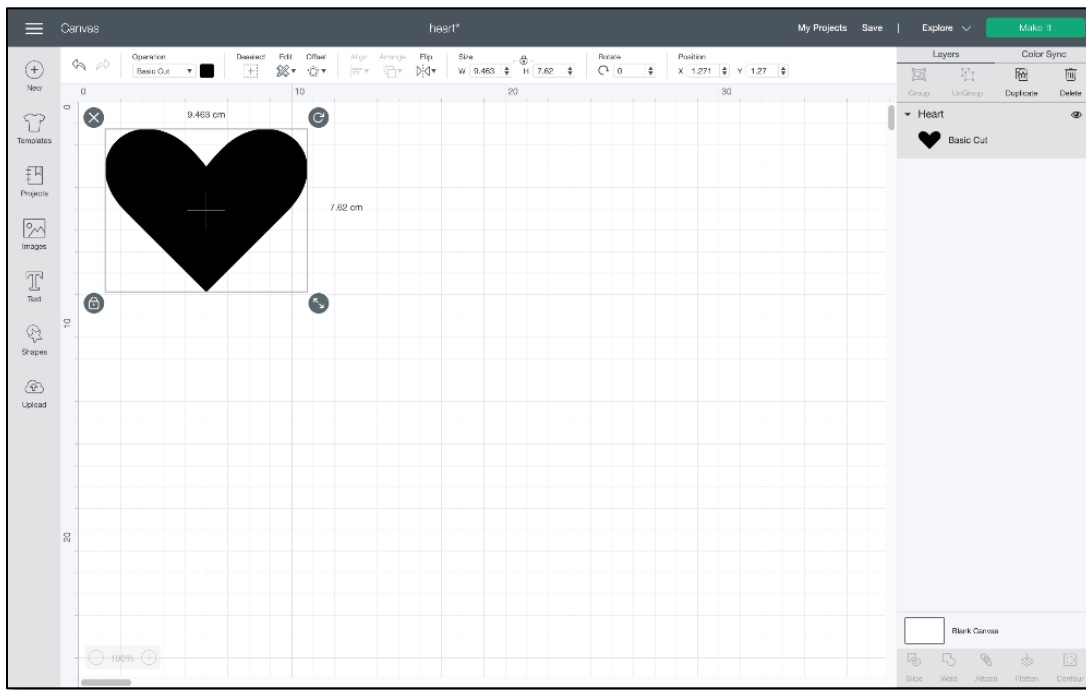 Canvas
heart*
My Projects Save | Explore Make It
New
Templates
Projects
Images
Text
Shapes
Upload
Operation
Basic Cut
Deselect
Edit
Offset
Align
Arrange
Flip
Size
W 9.463 H 7.62
Rotate
0
Position
X 1.271 Y 1.27
0 10 20 30
0
10
20
9.463 cm
7.62 cm
100%
Layers Color Sync
Group UnGroup Duplicate Delete
Heart
Basic Cut
Blank Canvas
Slice Weld Attach Flatten Contour